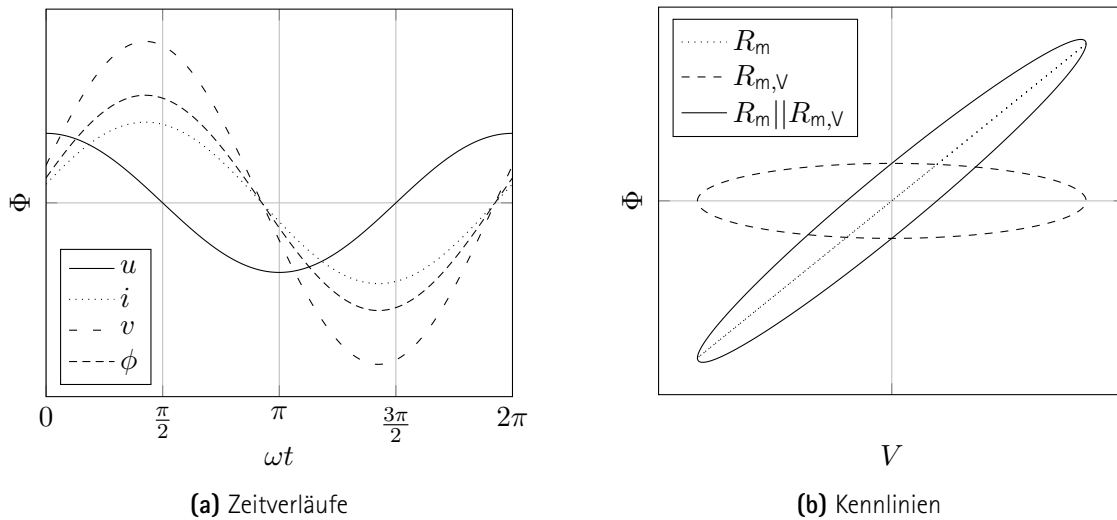 Φ
u
i
v
ϕ
0
π/2
π
3π/2
2π
ωt
(a) Zeitverläufe
R_m
R_m,V
R_m||R_m,V
Φ
V
(b) Kennlinien